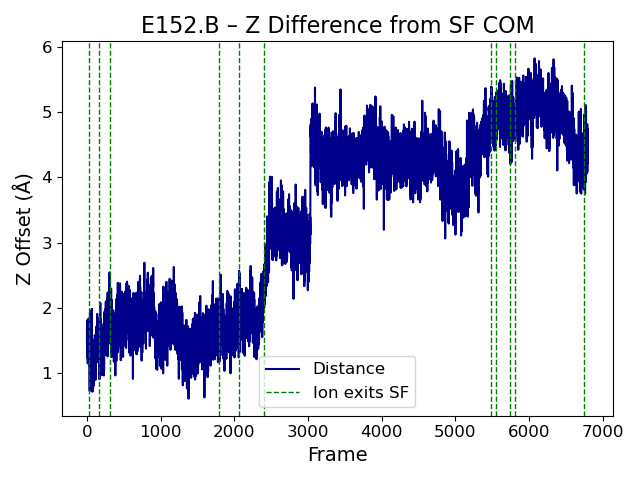 E152.B – Z Difference from SF COM
Z Offset (Å)
6
5
4
3
2
1
Distance
Ion exits SF
0
1000
2000
3000
4000
5000
6000
7000
Frame